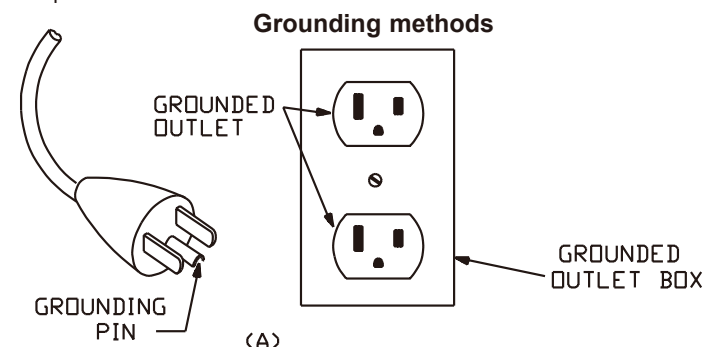 Grounding methods
GROUNDED
OUTLET
GROUNDED
OUTLET BOX
GROUNDING
PIN
(A)